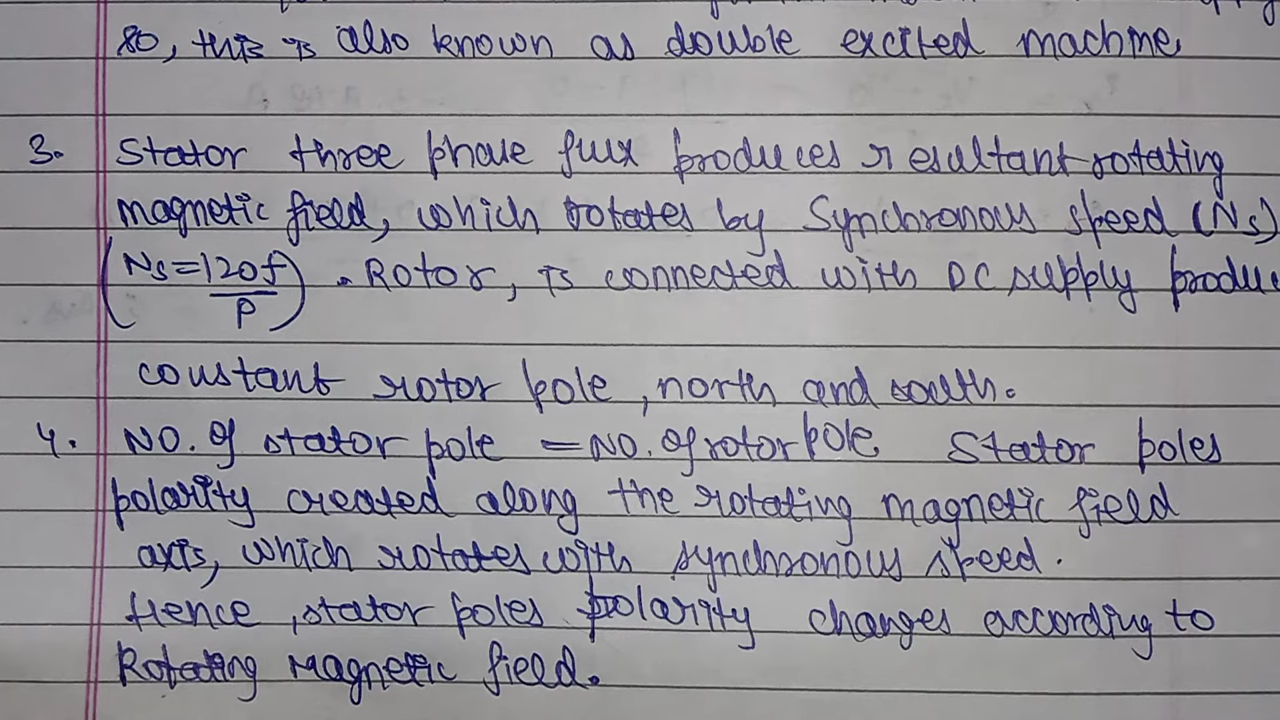 so, this is also known as double excited machine
3. Stator three phase flux produces resultant rotating
magnetic field, which rotates by Synchronous speed (Ns)
(Ns = 120f/P) . Rotor, is connected with DC supply produ
constant rotor pole, north and south.
4. NO. of stator pole = NO. of rotor pole Stator poles
polarity created along the rotating magnetic field
axis, which rotates with synchronous speed.
Hence, stator poles polarity changes according to
Rotating Magnetic field.